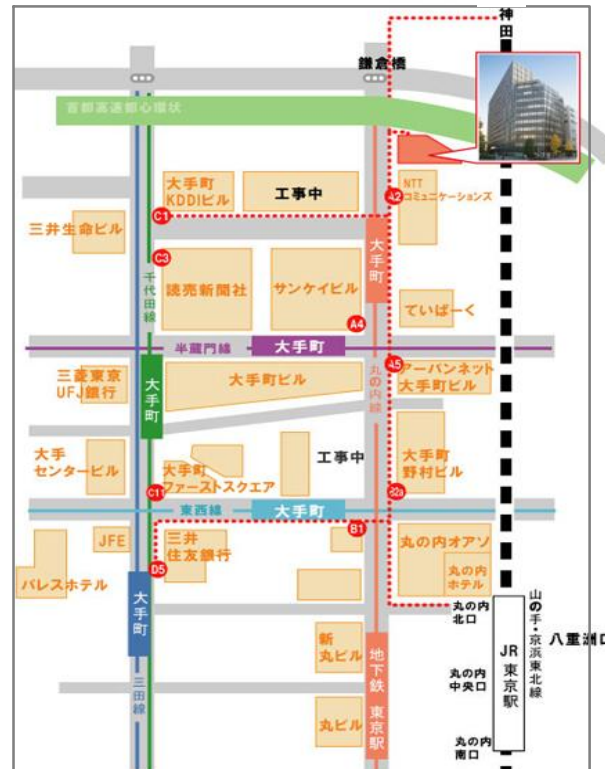 神田
鎌倉橋
首都高速都心環状
大手町
KDDIビル
工事中
A2
NTT
コミュニケーションズ
C1
三井生命ビル
大手町
C3
千代田線
読売新聞社
サンケイビル
ていぱーく
A4
半蔵門線
大手町
丸の内線
A5
アーバンネット
大手町ビル
三菱東京
UFJ銀行
大手町
大手町ビル
大手
センタービル
大手町
ファーストスクエア
工事中
大手町
野村ビル
C11
B2a
東西線
大手町
B1
JFE
三井
住友銀行
丸の内オアゾ
丸の内
ホテル
パレスホテル
D5
大手町
丸の内
北口
山の手・京浜東北線
八重洲口
新
丸ビル
地下鉄 東京駅
丸の内
中央口
JR東京駅
三田線
丸ビル
丸の内
南口